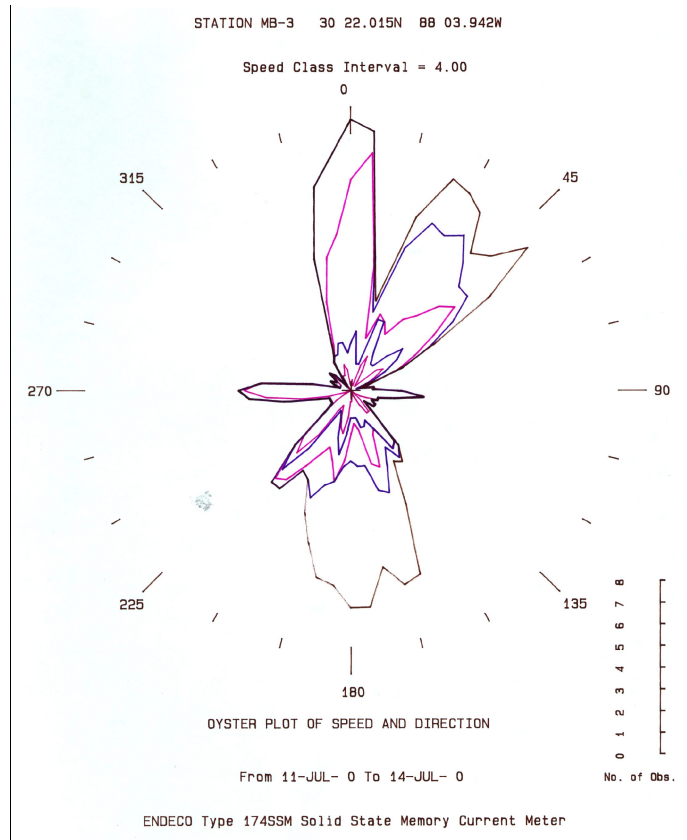 STATION MB-3 30 22.015N 88 03.942W
Speed Class Interval = 4.00
0
315
45
270
90
225
135
180
8
7
6
5
4
3
2
1
0
No. of Obs.
OYSTER PLOT OF SPEED AND DIRECTION
From 11-JUL- 0 To 14-JUL- 0
ENDECO Type 174SSM Solid State Memory Current Meter